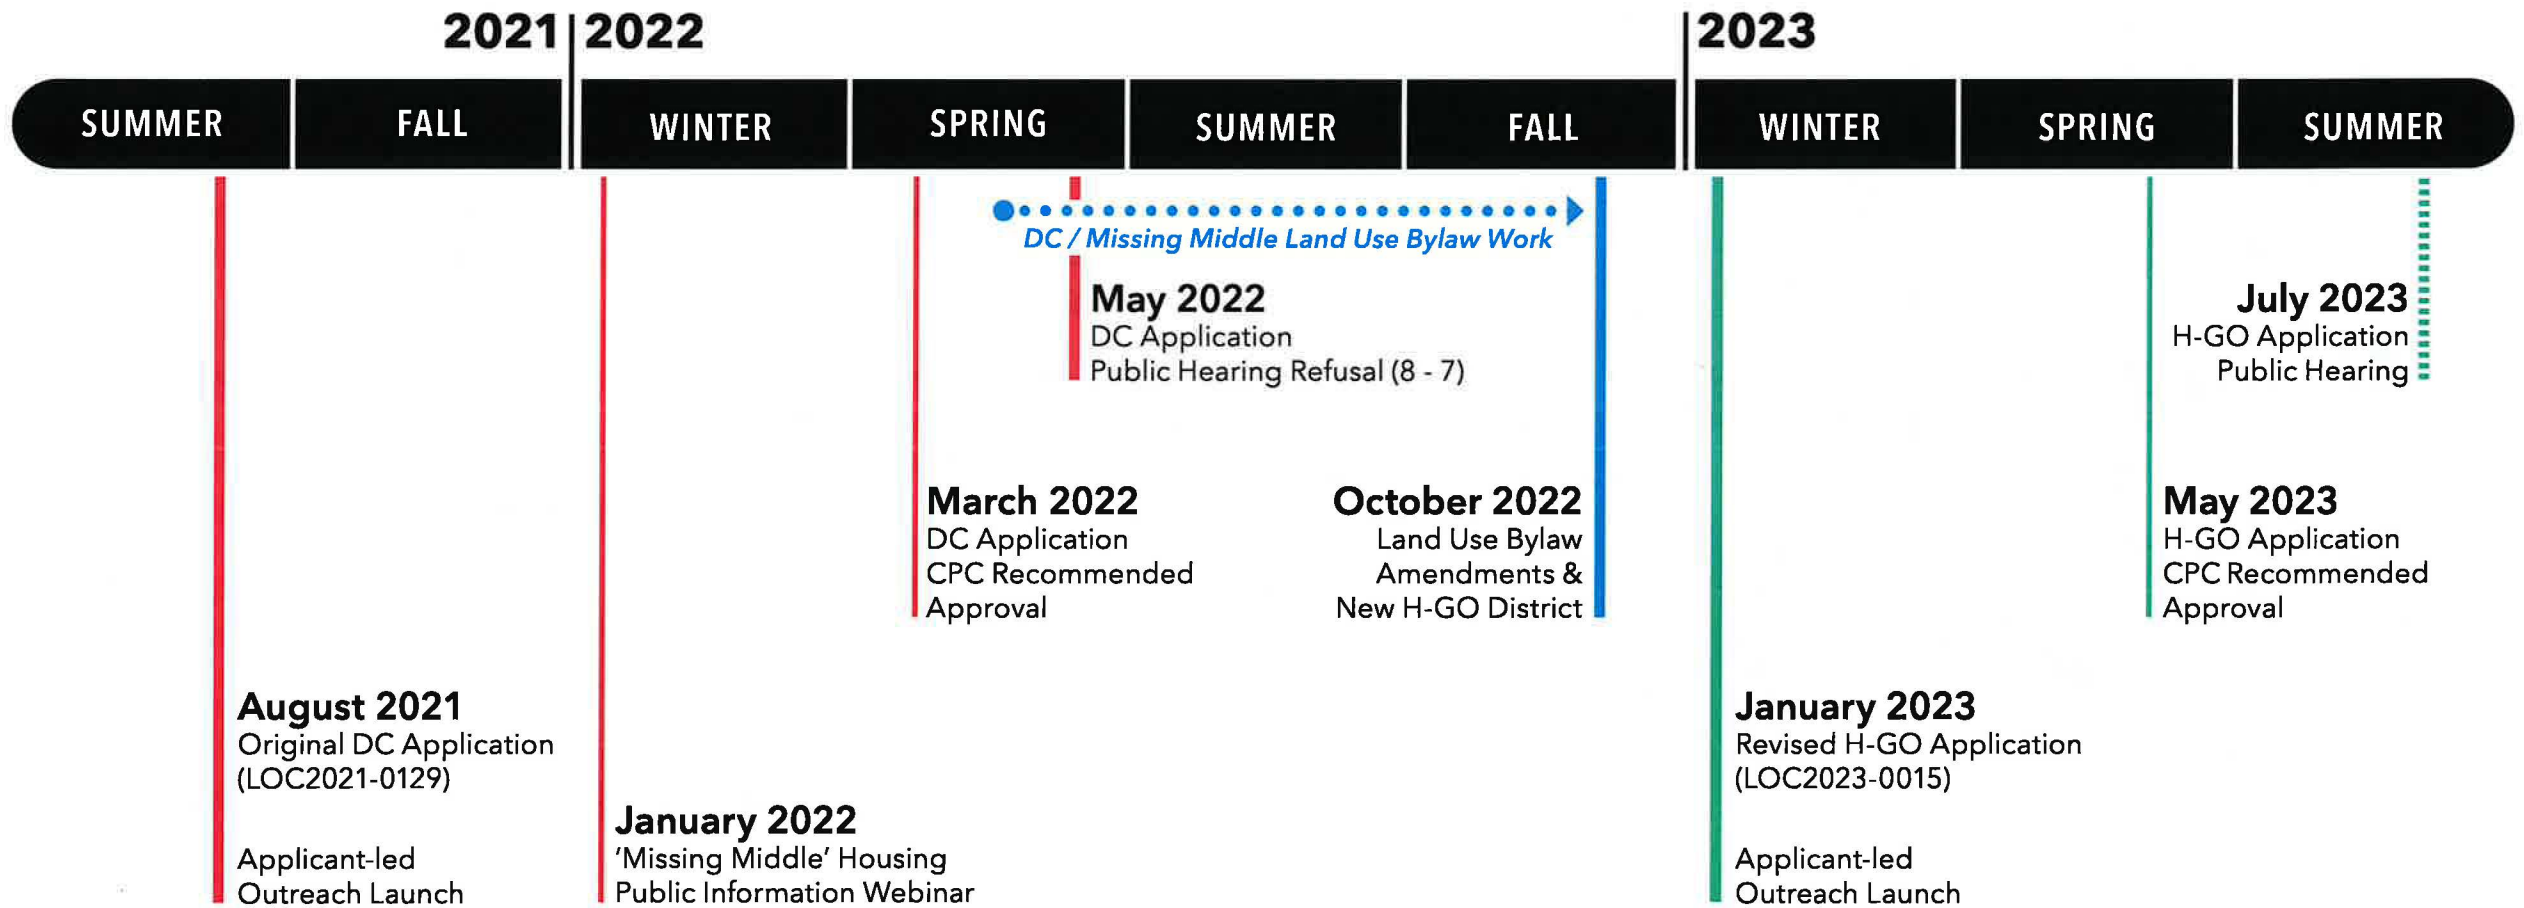 2021 2022 2023
SUMMER FALL WINTER SPRING SUMMER FALL WINTER SPRING SUMMER
DC / Missing Middle Land Use Bylaw Work
May 2022
DC Application
Public Hearing Refusal (8 - 7)
July 2023
H-GO Application
Public Hearing
March 2022
DC Application
CPC Recommended
Approval
October 2022
Land Use Bylaw
Amendments &
New H-GO District
May 2023
H-GO Application
CPC Recommended
Approval
August 2021
Original DC Application
(LOC2021-0129)
Applicant-led
Outreach Launch
January 2022
'Missing Middle' Housing
Public Information Webinar
January 2023
Revised H-GO Application
(LOC2023-0015)
Applicant-led
Outreach Launch